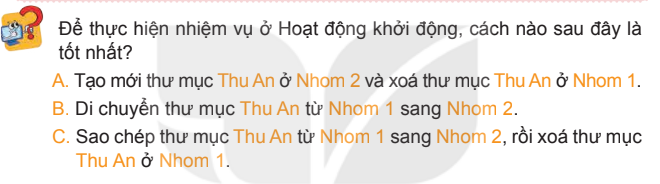 Để thực hiện nhiệm vụ ở Hoạt động khởi động, cách nào sau đây là
tốt nhất?
A. Tạo mới thư mục Thu An ở Nhom 2 và xoá thư mục Thu An ở Nhom 1.
B. Di chuyển thư mục Thu An từ Nhom 1 sang Nhom 2.
C. Sao chép thư mục Thu An từ Nhom 1 sang Nhom 2, rồi xoá thư mục
Thu An ở Nhom 1.